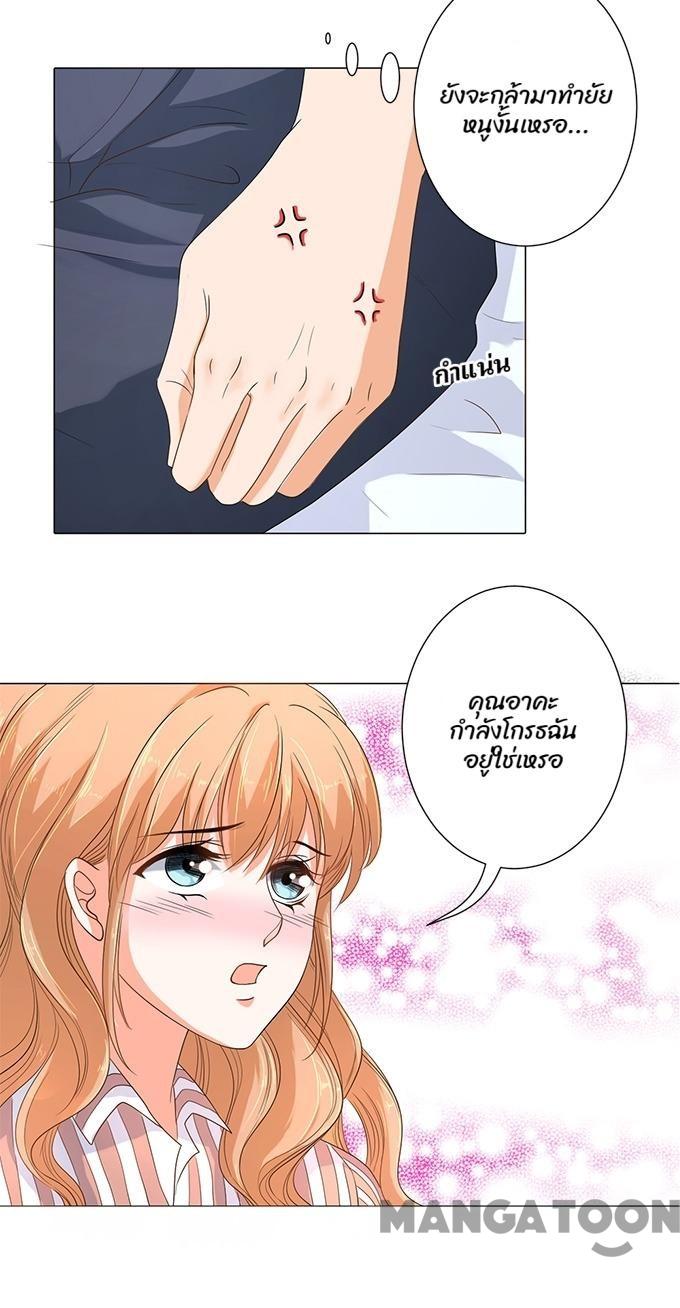 ยังจะกล้ามาทำยัย
หนูงั้นเหรอ...
กำแน่น
คุณอาคะ
กำลังโกรธฉัน
อยู่ใช่เหรอ
MANGATOON